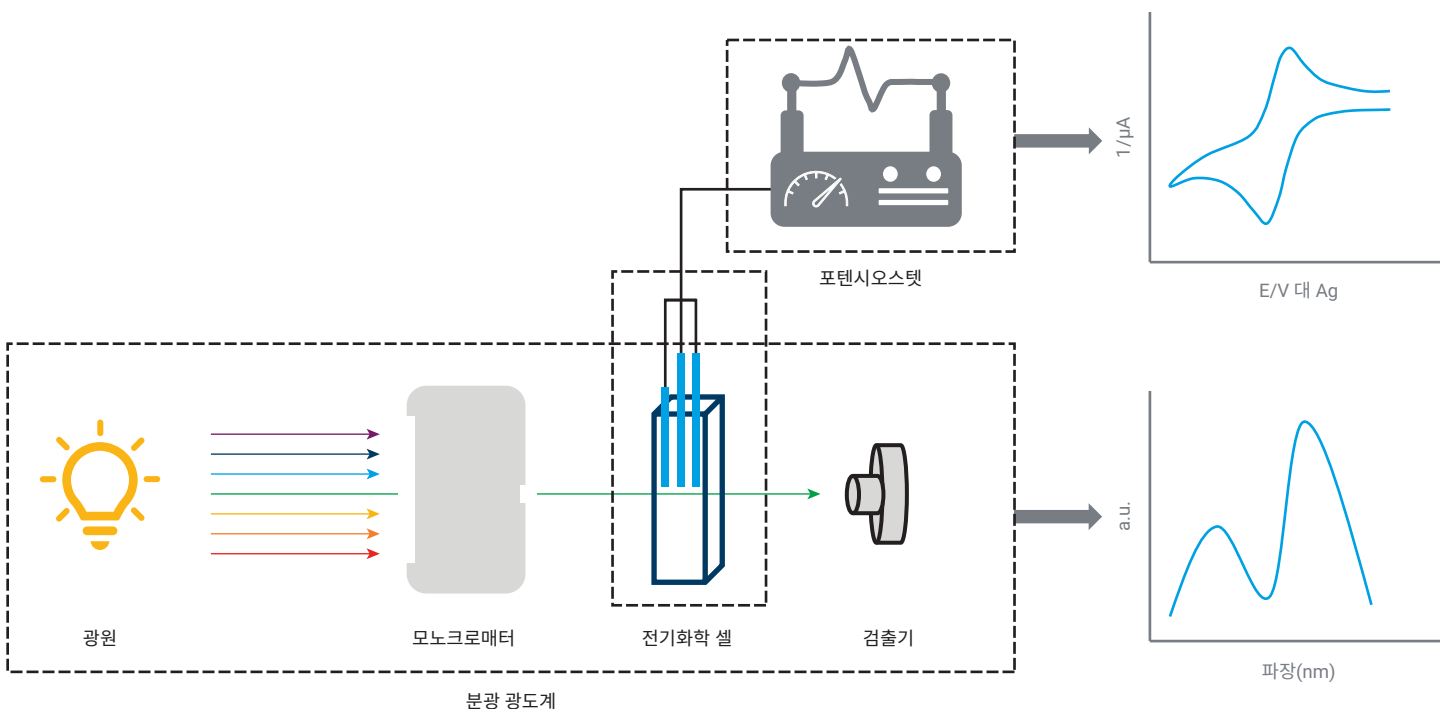 1/µA
E/V 대 Ag
포텐시오스텟
광원
모노크로매터
전기화학 셀
검출기
분광 광도계
a.u.
파장(nm)